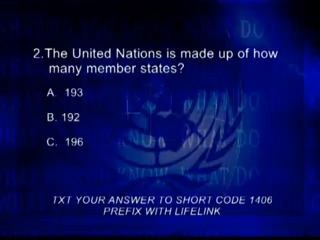 2.The United Nations is made up of how
many member states?
A. 193
B. 192
C. 196
TXT YOUR ANSWER TO SHORT CODE 1406
PREFIX WITH LIFELINK